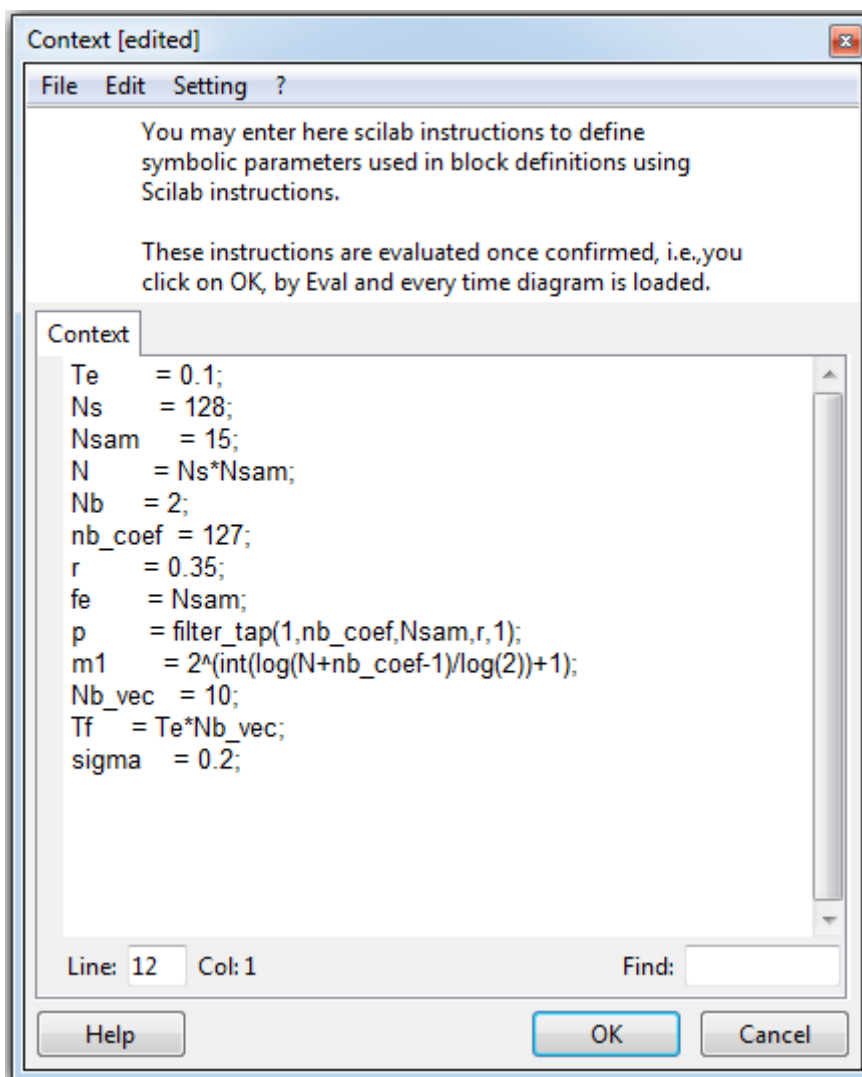 Context [edited]
File Edit Setting ?
You may enter here scilab instructions to define
symbolic parameters used in block definitions using
Scilab instructions.
These instructions are evaluated once confirmed, i.e.,you
click on OK, by Eval and every time diagram is loaded.
Context
Te = 0.1;
Ns = 128;
Nsam = 15;
N = Ns*Nsam;
Nb = 2;
nb_coef = 127;
r = 0.35;
fe = Nsam;
p = filter_tap(1,nb_coef,Nsam,r,1);
m1 = 2^(int(log(N+nb_coef-1)/log(2))+1);
Nb_vec = 10;
Tf = Te*Nb_vec;
sigma = 0.2;
Line: 12 Col: 1 Find:
Help OK Cancel